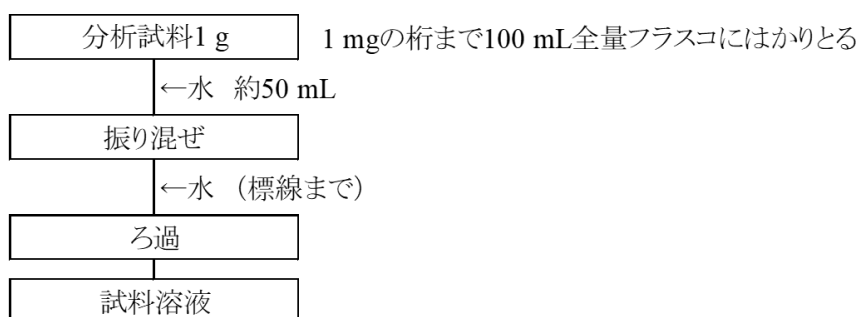 分析試料1 g　1 mgの桁まで100 mL全量フラスコにはかりとる
←水　約50 mL
振り混ぜ
←水　（標線まで）
ろ過
試料溶液